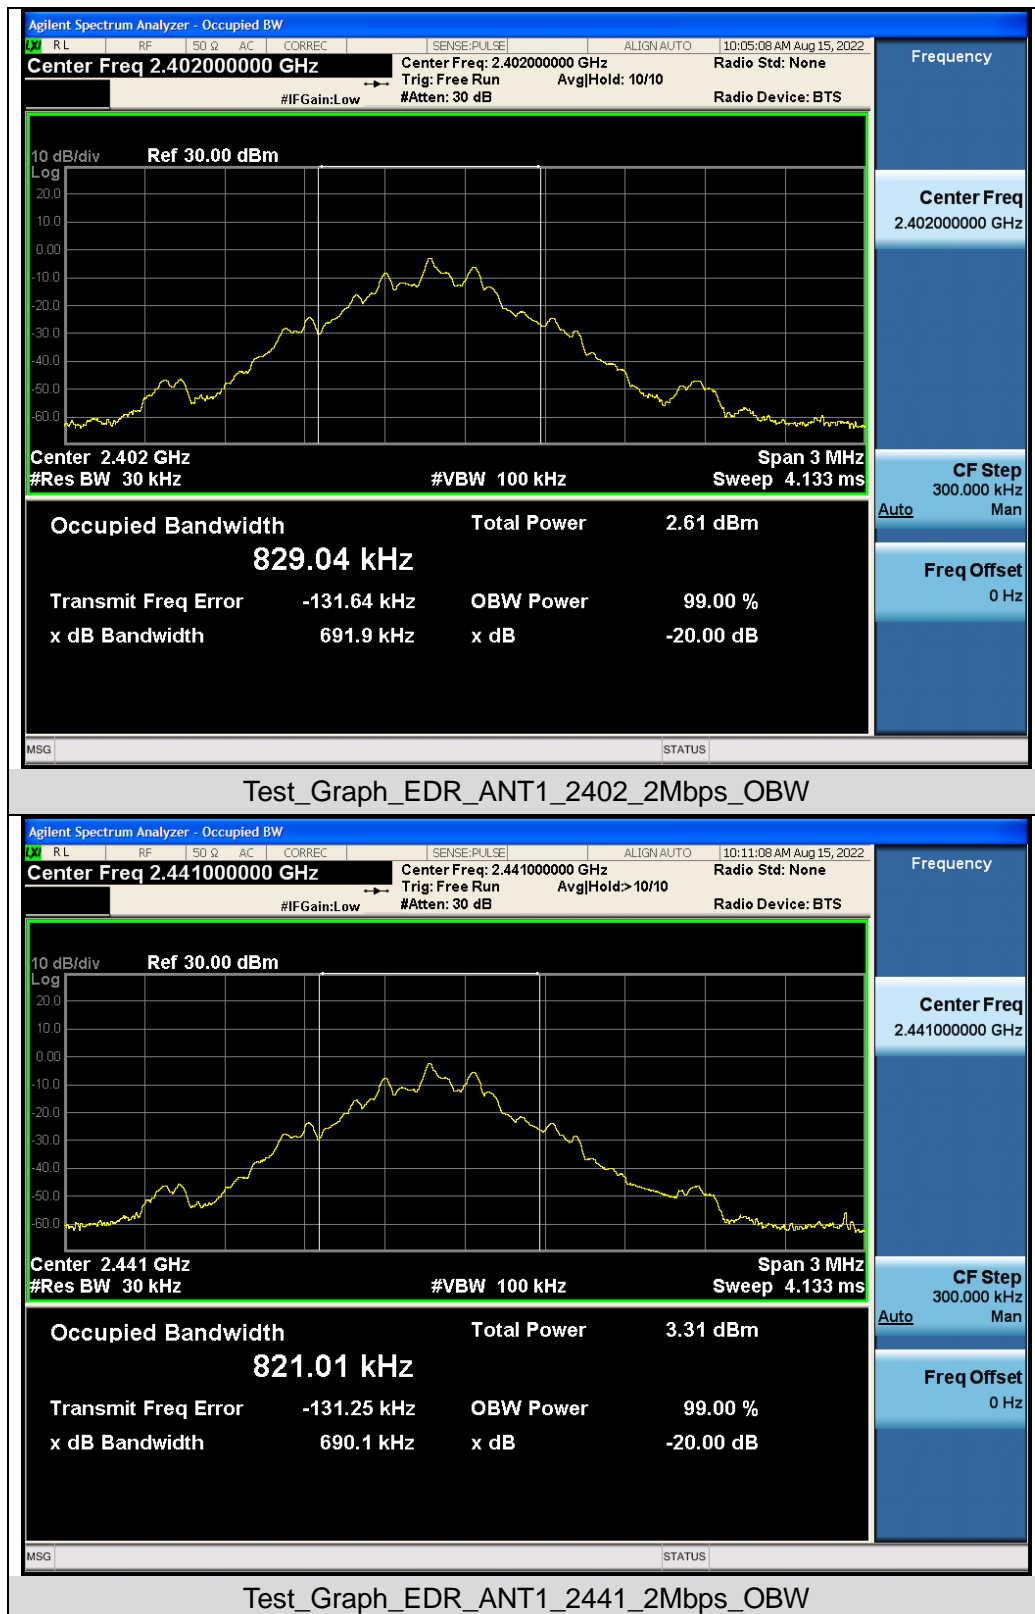 Agilent Spectrum Analyzer - Occupied BW
LXI RL RF 50 Ω AC CORREC SENSE:PULSE ALIGN AUTO 10:05:08 AM Aug 15, 2022
Center Freq 2.402000000 GHz Center Freq: 2.402000000 GHz Radio Std: None Frequency
Trig: Free Run Avg|Hold: 10/10
#IFGain:Low #Atten: 30 dB Radio Device: BTS
10 dB/div Ref 30.00 dBm
Log
20.0
Center Freq
2.402000000 GHz
10.0
0.00
-10.0
-20.0
-30.0
-40.0
-50.0
-60.0
Center 2.402 GHz Span 3 MHz
#Res BW 30 kHz #VBW 100 kHz Sweep 4.133 ms
CF Step
300.000 kHz
Auto Man
Occupied Bandwidth Total Power 2.61 dBm
829.04 kHz
Freq Offset
0 Hz
Transmit Freq Error -131.64 kHz OBW Power 99.00 %
x dB Bandwidth 691.9 kHz x dB -20.00 dB
MSG STATUS
Test_Graph_EDR_ANT1_2402_2Mbps_OBW
Agilent Spectrum Analyzer - Occupied BW
LXI RL RF 50 Ω AC CORREC SENSE:PULSE ALIGN AUTO 10:11:08 AM Aug 15, 2022
Center Freq 2.441000000 GHz Center Freq: 2.441000000 GHz Radio Std: None Frequency
Trig: Free Run Avg|Hold:>10/10
#IFGain:Low #Atten: 30 dB Radio Device: BTS
10 dB/div Ref 30.00 dBm
Log
20.0
Center Freq
2.441000000 GHz
10.0
0.00
-10.0
-20.0
-30.0
-40.0
-50.0
-60.0
Center 2.441 GHz Span 3 MHz
#Res BW 30 kHz #VBW 100 kHz Sweep 4.133 ms
CF Step
300.000 kHz
Auto Man
Occupied Bandwidth Total Power 3.31 dBm
821.01 kHz
Freq Offset
0 Hz
Transmit Freq Error -131.25 kHz OBW Power 99.00 %
x dB Bandwidth 690.1 kHz x dB -20.00 dB
MSG STATUS
Test_Graph_EDR_ANT1_2441_2Mbps_OBW